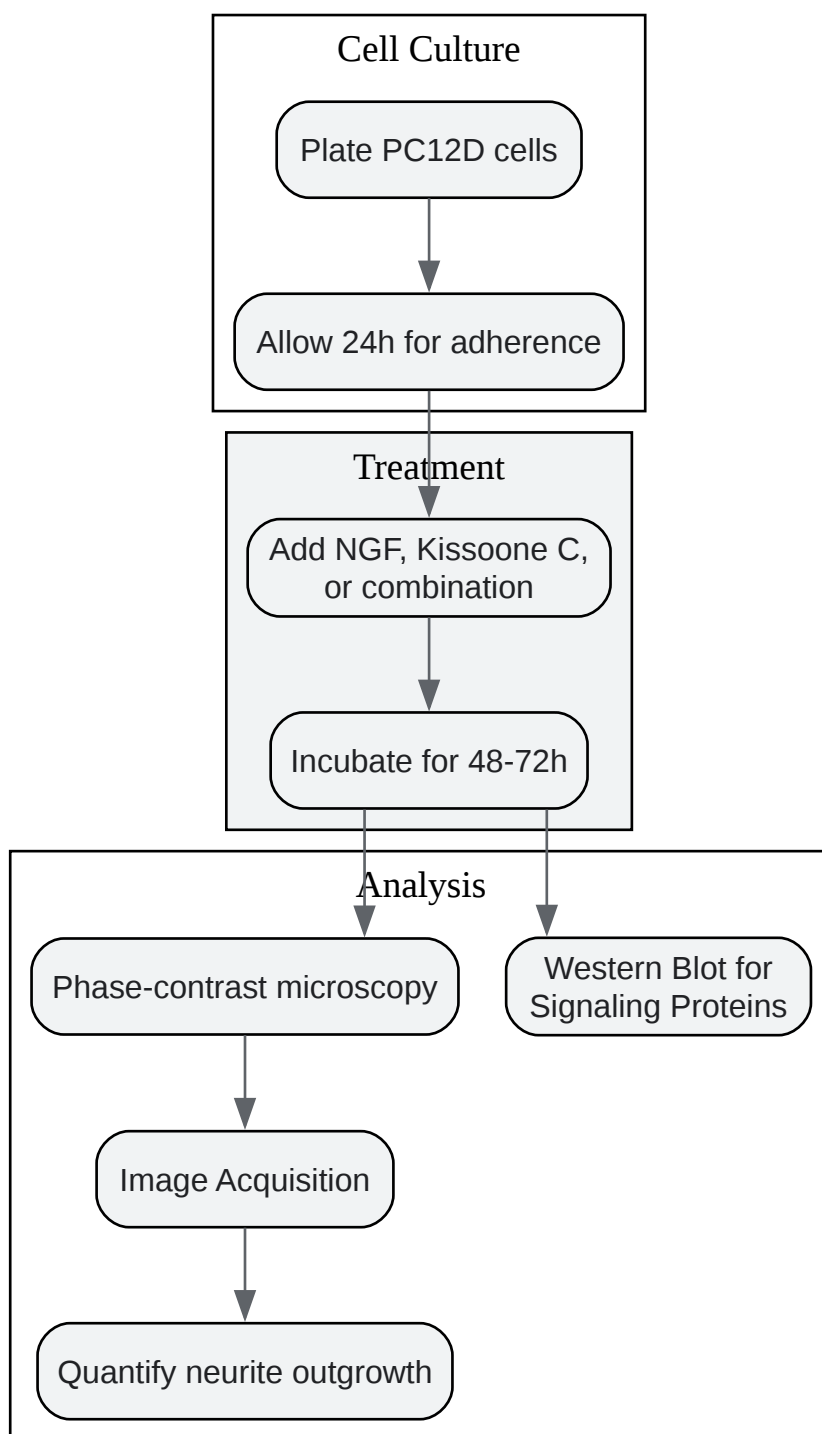 Cell Culture
Plate PC12D cells
Allow 24h for adherence
Treatment
Add NGF, Kissoone C,
or combination
Incubate for 48-72h
Analysis
Phase-contrast microscopy
Western Blot for
Signaling Proteins
Image Acquisition
Quantify neurite outgrowth